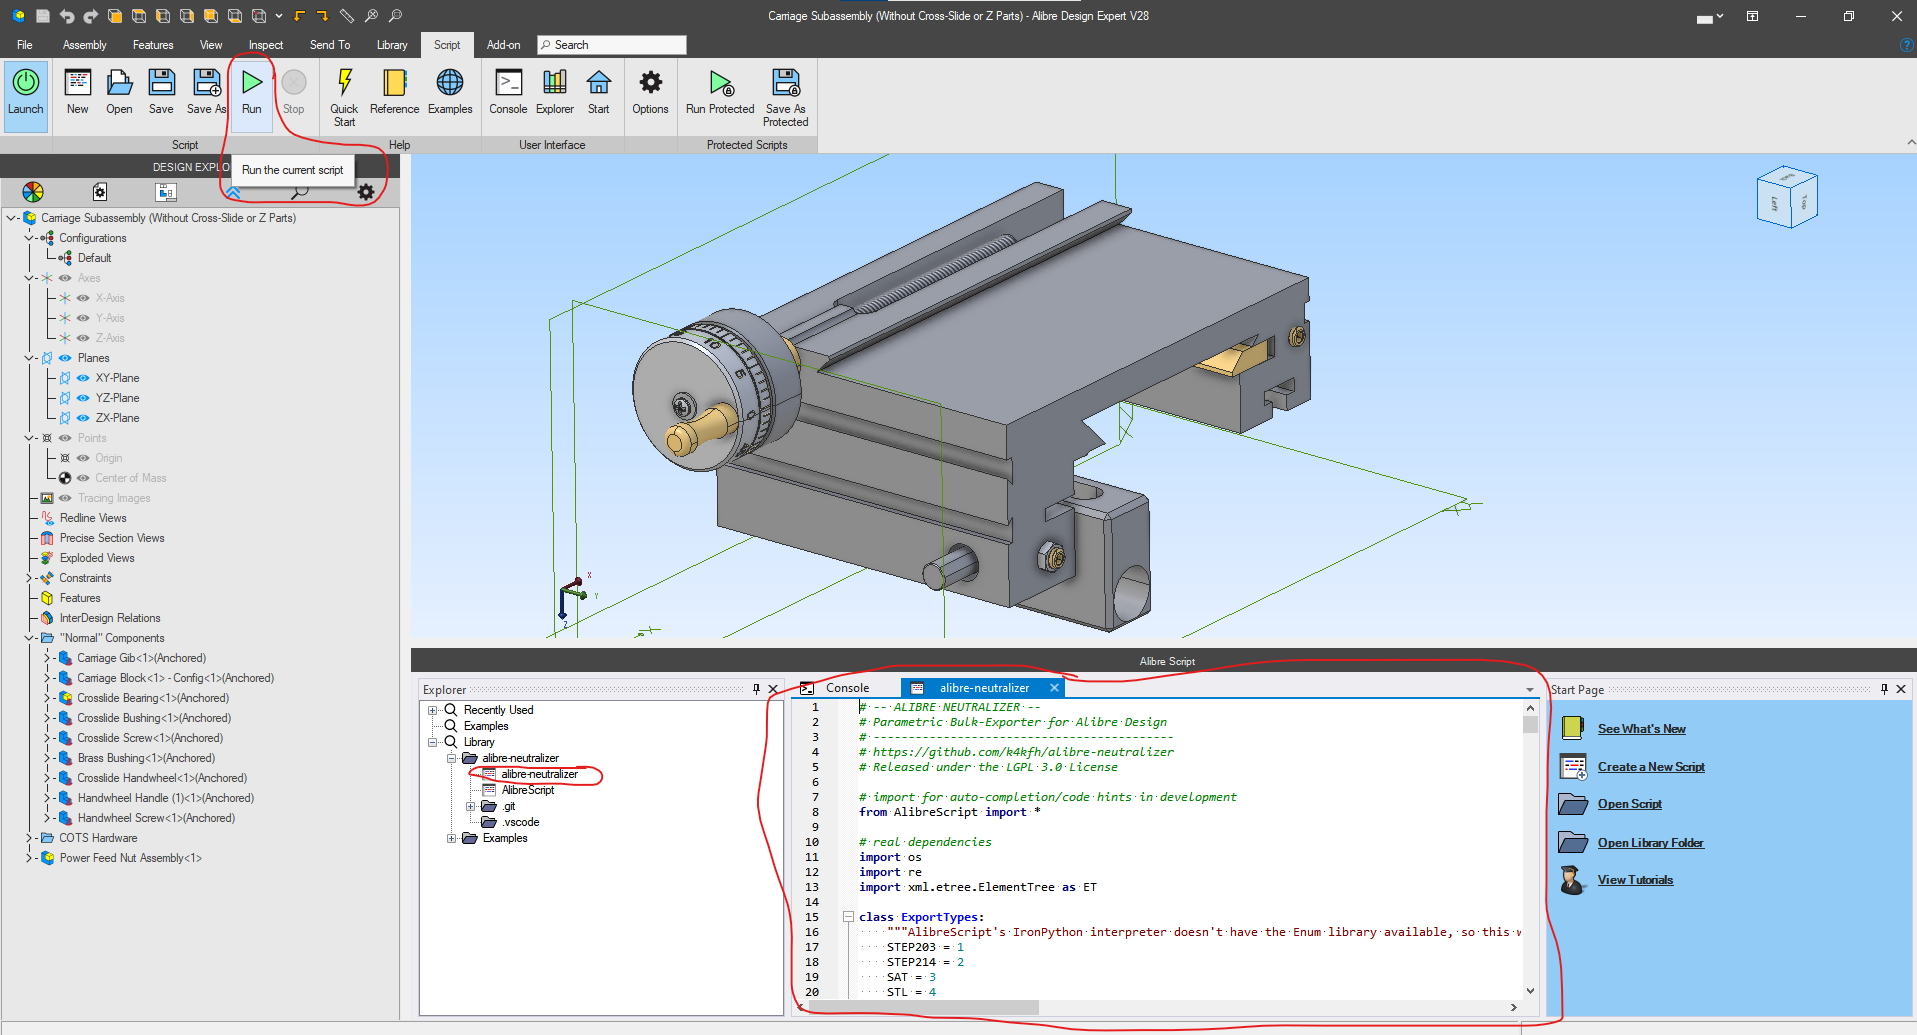 Carriage Subassembly (Without Cross-Slide or Z Parts) - Alibre Design Expert V28
File Assembly Features View Inspect Send To Library Script Add-on Search
Launch New Open Save Save As Run Stop Quick Start Reference Examples Console Explorer Start Options Run Protected Save As Protected
Script Help User Interface Protected Scripts
DESIGN EXPLO
Run the current script
Carriage Subassembly (Without Cross-Slide or Z Parts)
Configurations
Default
Axes
X-Axis
Y-Axis
Z-Axis
Planes
XY-Plane
YZ-Plane
ZX-Plane
Points
Origin
Center of Mass
Tracing Images
Redline Views
Precise Section Views
Exploded Views
Constraints
Features
InterDesign Relations
"Normal" Components
Carriage Gib<1>(Anchored)
Carriage Block<1> - Config<1>(Anchored)
Crosslide Bearing<1>(Anchored)
Crosslide Bushing<1>(Anchored)
Crosslide Screw<1>(Anchored)
Brass Bushing<1>(Anchored)
Crosslide Handwheel<1>(Anchored)
Handwheel Handle (1)<1>(Anchored)
Handwheel Screw<1>(Anchored)
COTS Hardware
Power Feed Nut Assembly<1>
Back
Left
Top
10
5
0
X
Y
Z
Alibre Script
Explorer
Recently Used
Examples
Library
alibre-neutralizer
alibre-neutralizer
AlibreScript
.git
.vscode
Examples
Console alibre-neutralizer
1 # -- ALIBRE NEUTRALIZER --
2 # Parametric Bulk-Exporter for Alibre Design
3 # ------------------------------------------
4 # https://github.com/k4kfh/alibre-neutralizer
5 # Released under the LGPL 3.0 License
6
7 # import for auto-completion/code hints in development
8 from AlibreScript import *
9
10 # real dependencies
11 import os
12 import re
13 import xml.etree.ElementTree as ET
14
15 class ExportTypes:
16 """AlibreScript's IronPython interpreter doesn't have the Enum library available, so this w
17 STEP203 = 1
18 STEP214 = 2
19 SAT = 3
20 STL = 4
Start Page
See What's New
Create a New Script
Open Script
Open Library Folder
View Tutorials